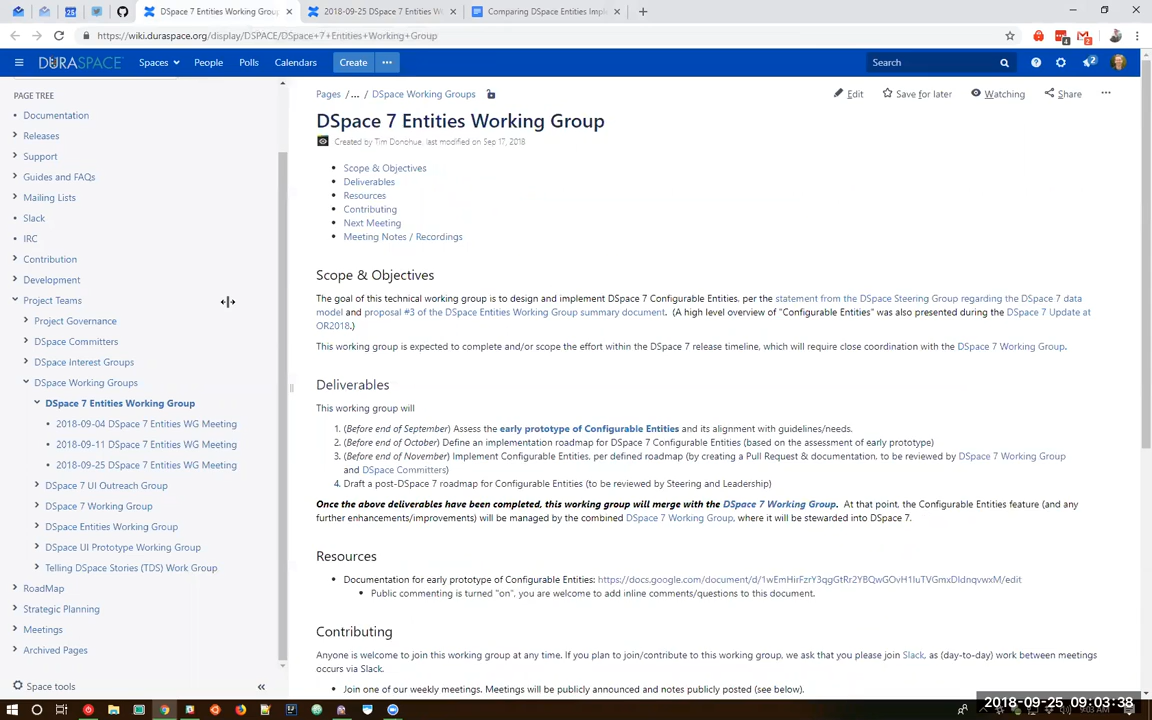 DSpace 7 Entities Working Grou
2018-09-25 DSpace 7 Entities W
Comparing DSpace Entities Impl
https://wiki.duraspace.org/display/DSPACE/DSpace+7+Entities+Working+Group
DURASPACE
Spaces
People
Polls
Calendars
Create
Search
2
PAGE TREE
Documentation
Releases
Support
Guides and FAQs
Mailing Lists
Slack
IRC
Contribution
Development
Project Teams
Project Governance
DSpace Committers
DSpace Interest Groups
DSpace Working Groups
DSpace 7 Entities Working Group
2018-09-04 DSpace 7 Entities WG Meeting
2018-09-11 DSpace 7 Entities WG Meeting
2018-09-25 DSpace 7 Entities WG Meeting
DSpace 7 UI Outreach Group
DSpace 7 Working Group
DSpace Entities Working Group
DSpace UI Prototype Working Group
Telling DSpace Stories (TDS) Work Group
RoadMap
Strategic Planning
Meetings
Archived Pages
Space tools
Pages /... / DSpace Working Groups
Edit
Save for later
Watching
Share
DSpace 7 Entities Working Group
Created by Tim Donohue, last modified on Sep 17, 2018
• Scope & Objectives
• Deliverables
• Resources
• Contributing
• Next Meeting
• Meeting Notes / Recordings
Scope & Objectives
The goal of this technical working group is to design and implement DSpace 7 Configurable Entities, per the statement from the DSpace Steering Group regarding the DSpace 7 data
model and proposal #3 of the DSpace Entities Working Group summary document. (A high level overview of "Configurable Entities" was also presented during the DSpace 7 Update at
OR2018.)
This working group is expected to complete and/or scope the effort within the DSpace 7 release timeline, which will require close coordination with the DSpace 7 Working Group.
Deliverables
This working group will
1. (Before end of September) Assess the early prototype of Configurable Entities and its alignment with guidelines/needs.
2. (Before end of October) Define an implementation roadmap for DSpace 7 Configurable Entities (based on the assessment of early prototype)
3. (Before end of November) Implement Configurable Entities, per defined roadmap (by creating a Pull Request & documentation, to be reviewed by DSpace 7 Working Group
and DSpace Committers)
4. Draft a post-DSpace 7 roadmap for Configurable Entities (to be reviewed by Steering and Leadership)
Once the above deliverables have been completed, this working group will merge with the DSpace 7 Working Group. At that point, the Configurable Entities feature (and any
further enhancements/improvements) will be managed by the combined DSpace 7 Working Group, where it will be stewarded into DSpace 7.
Resources
• Documentation for early prototype of Configurable Entities: https://docs.google.com/document/d/1wEmHirFzrY3qgGtRr2YBQwGOvH1IuTVGmxDIdnqvwxM/edit
• Public commenting is turned "on", you are welcome to add inline comments/questions to this document.
Contributing
Anyone is welcome to join this working group at any time. If you plan to join/contribute to this working group, we ask that you please join Slack, as (day-to-day) work between meetings
occurs via Slack.
• Join one of our weekly meetings. Meetings will be publicly announced and notes publicly posted (see below).
2018-09-25 09:03:38